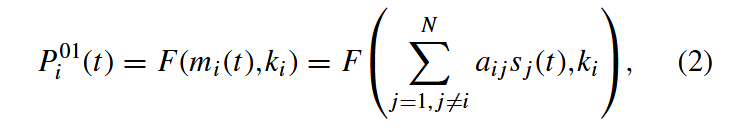 P_i^{01}(t) = F(m_i(t),k_i) = F\left( \sum_{j=1,j \neq i}^{N} a_{ij}s_j(t),k_i \right), (2)